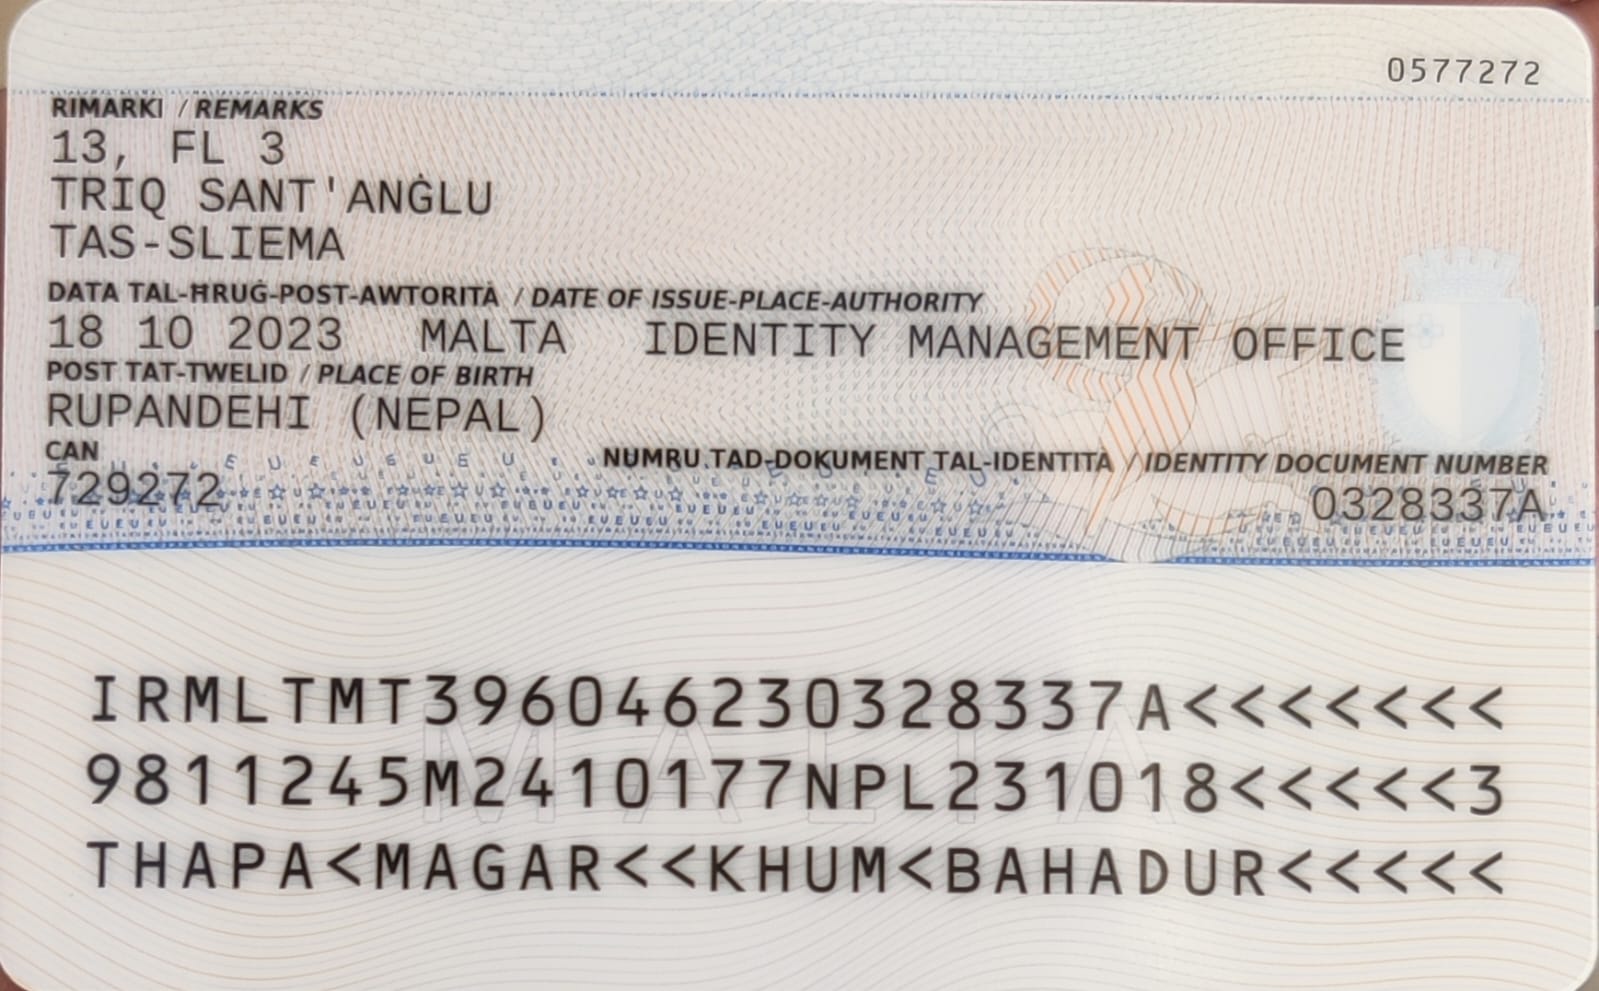 0577272
RIMARKI / REMARKS
13, FL 3
TRIQ SANT'ANĠLU
TAS-SLIEMA
DATA TAL-ĦRUĠ-POST-AWTORITÀ / DATE OF ISSUE-PLACE-AUTHORITY
18 10 2023 MALTA IDENTITY MANAGEMENT OFFICE
POST TAT-TWELID / PLACE OF BIRTH
RUPANDEHI (NEPAL)
CAN
729272
NUMRU TAD-DOKUMENT TAL-IDENTITÀ / IDENTITY DOCUMENT NUMBER
0328337A
MALTA
IRMLTMT396046230328337A<<<<<<<
9811245M2410177NPL231018<<<<<3
THAPA<MAGAR<<KHUM<BAHADUR<<<<<